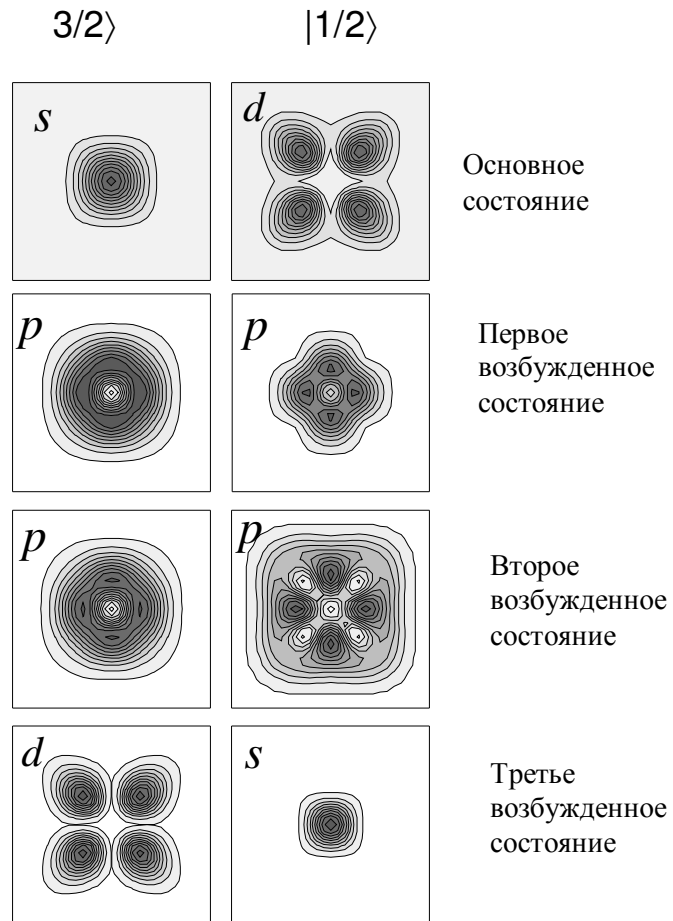 3/2⟩ |1/2⟩
s d
Основное
состояние
p p
Первое
возбужденное
состояние
p p
Второе
возбужденное
состояние
d s
Третье
возбужденное
состояние